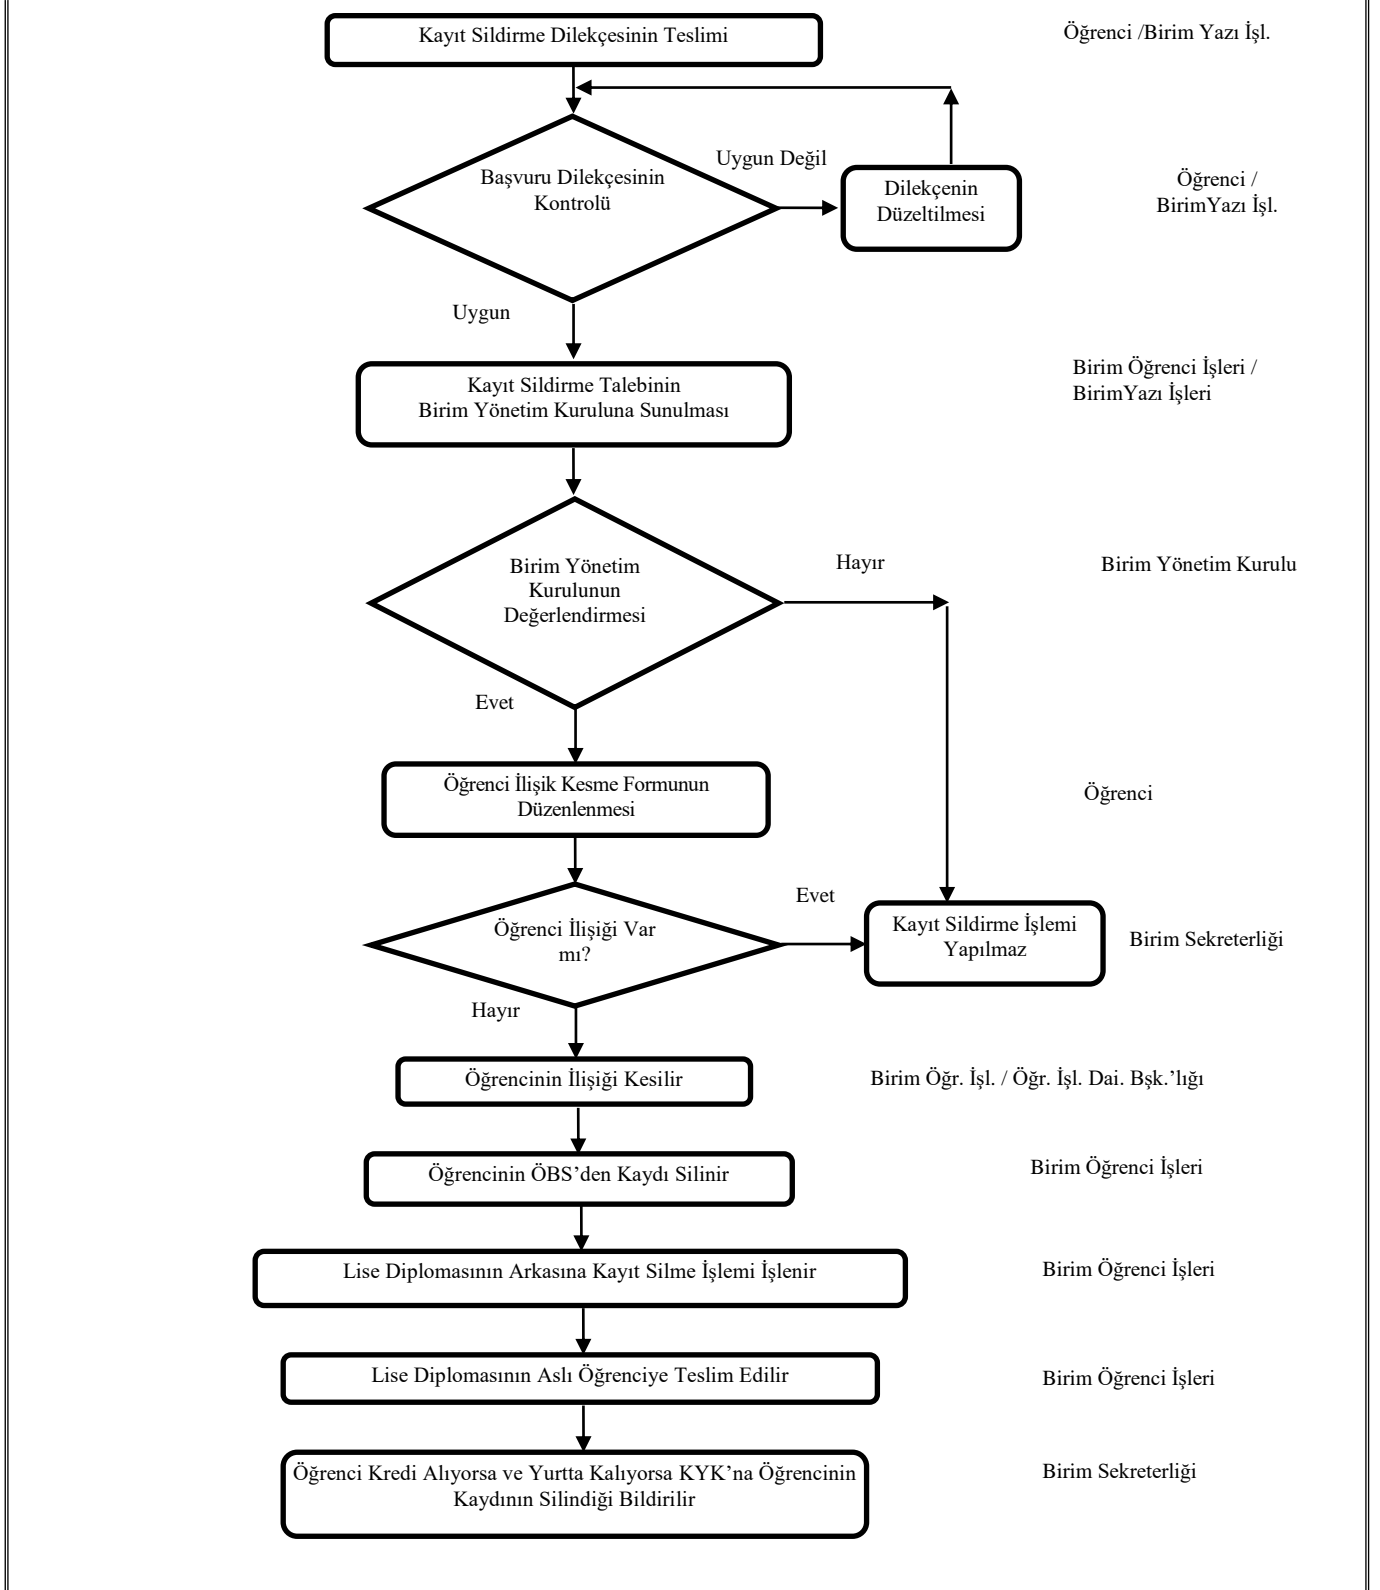 Kayıt Sildirme Dilekçesinin Teslimi
Öğrenci /Birim Yazı İşl.
Uygun Değil
Başvuru Dilekçesinin
Kontrolü
Dilekçenin
Düzeltilmesi
Öğrenci /
BirimYazı İşl.
Uygun
Kayıt Sildirme Talebinin
Birim Yönetim Kuruluna Sunulması
Birim Öğrenci İşleri /
BirimYazı İşleri
Birim Yönetim
Kurulunun
Değerlendirmesi
Hayır
Birim Yönetim Kurulu
Evet
Öğrenci İlişik Kesme Formunun
Düzenlenmesi
Öğrenci
Evet
Öğrenci İlişiği Var
mı?
Kayıt Sildirme İşlemi
Yapılmaz
Birim Sekreterliği
Hayır
Öğrencinin İlişiği Kesilir
Birim Öğr. İşl. / Öğr. İşl. Dai. Bşk.’lığı
Öğrencinin ÖBS’den Kaydı Silinir
Birim Öğrenci İşleri
Lise Diplomasının Arkasına Kayıt Silme İşlemi İşlenir
Birim Öğrenci İşleri
Lise Diplomasının Aslı Öğrenciye Teslim Edilir
Birim Öğrenci İşleri
Öğrenci Kredi Alıyorsa ve Yurtta Kalıyorsa KYK’na Öğrencinin
Kaydının Silindiği Bildirilir
Birim Sekreterliği